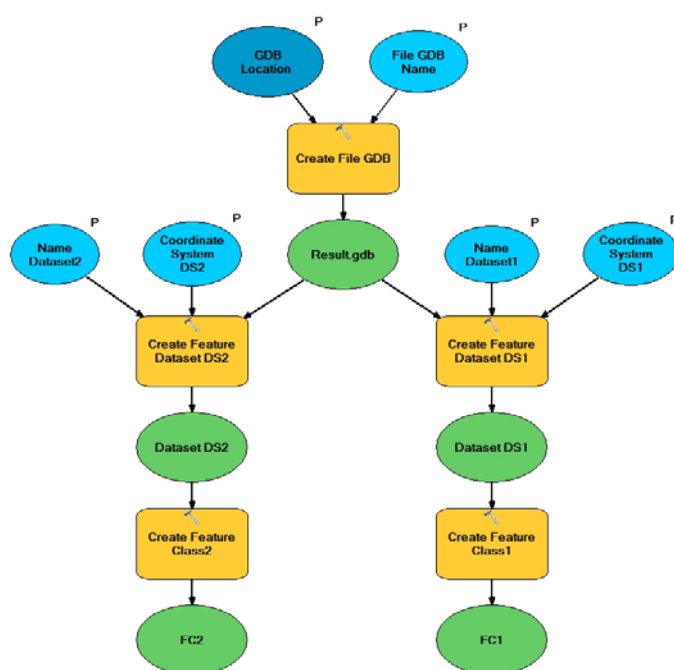 P
P
GDB
Location
File GDB
Name
Create File GDB
P
P
P
P
Name
Dataset2
Coordinate
System
DS2
Result.gdb
Name
Dataset1
Coordinate
System
DS1
Create Feature
Dataset DS2
Create Feature
Dataset DS1
Dataset DS2
Dataset DS1
Create Feature
Class2
Create Feature
Class1
FC2
FC1